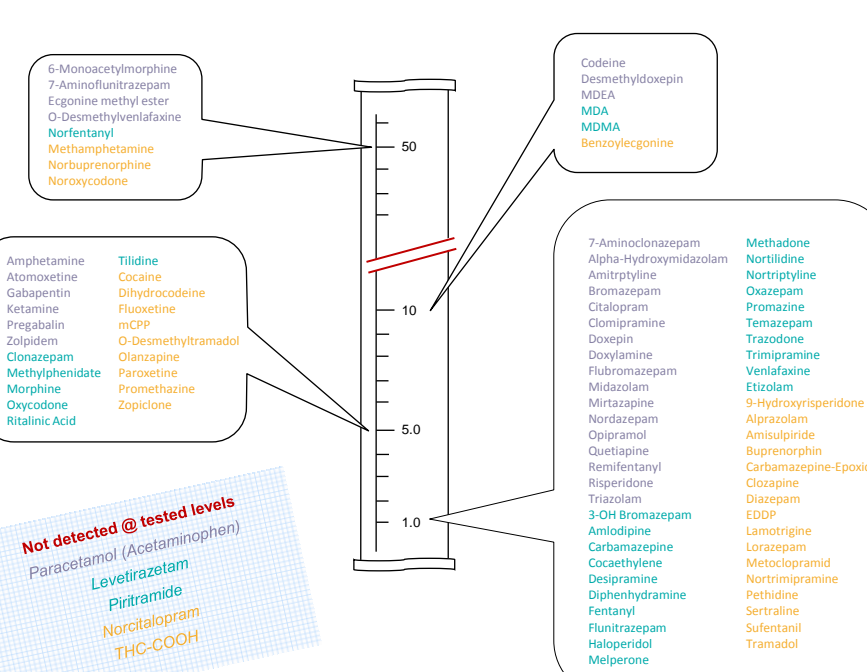 6-Monoacetylmorphine
7-Aminoflunitrazepam
Ecgonine methyl ester
O-Desmethylvenlafaxine
Norfentanyl
Methamphetamine
Norbuprenorphine
Noroxycodone
Codeine
Desmethyldoxepin
MDEA
MDA
MDMA
Benzoylecgonine
50
10
5.0
1.0
Amphetamine
Atomoxetine
Gabapentin
Ketamine
Pregabalin
Zolpidem
Clonazepam
Methylphenidate
Morphine
Oxycodone
Ritalinic Acid
Tilidine
Cocaine
Dihydrocodeine
Fluoxetine
mCPP
O-Desmethyltramadol
Olanzapine
Paroxetine
Promethazine
Zopiclone
7-Aminoclonazepam
Alpha-Hydroxymidazolam
Amitrptyline
Bromazepam
Citalopram
Clomipramine
Doxepin
Doxylamine
Flubromazepam
Midazolam
Mirtazapine
Nordazepam
Opipramol
Quetiapine
Remifentanyl
Risperidone
Triazolam
3-OH Bromazepam
Amlodipine
Carbamazepine
Cocaethylene
Desipramine
Diphenhydramine
Fentanyl
Flunitrazepam
Haloperidol
Melperone
Methadone
Nortilidine
Nortriptyline
Oxazepam
Promazine
Temazepam
Trazodone
Trimipramine
Venlafaxine
Etizolam
9-Hydroxyrisperidone
Alprazolam
Amisulpiride
Buprenorphin
Carbamazepine-Epoxid
Clozapine
Diazepam
EDDP
Lamotrigine
Lorazepam
Metoclopramid
Nortrimipramine
Pethidine
Sertraline
Sufentanil
Tramadol
Not detected @ tested levels
Paracetamol (Acetaminophen)
Levetirazetam
Piritramide
Norcitalopram
THC-COOH